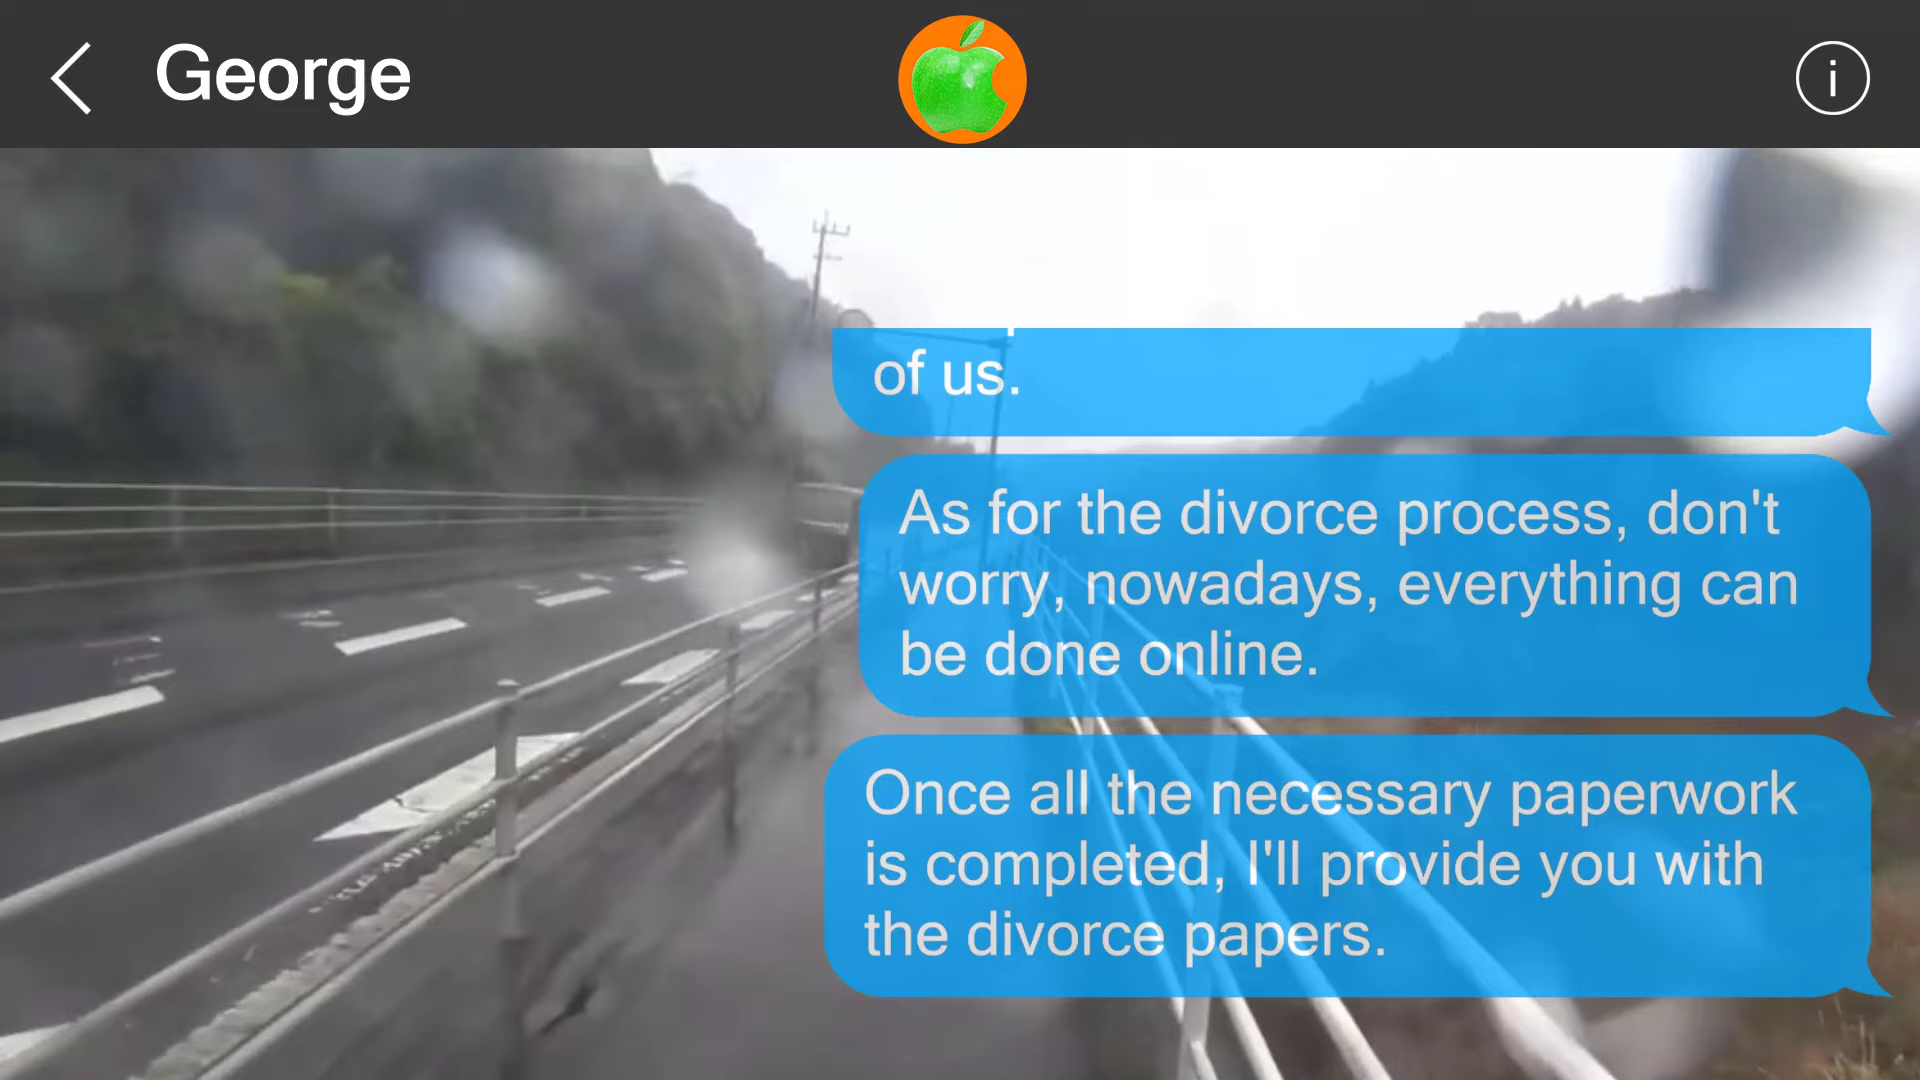 George
i
of us.
As for the divorce process, don't
worry, nowadays, everything can
be done online.
Once all the necessary paperwork
is completed, I'll provide you with
the divorce papers.